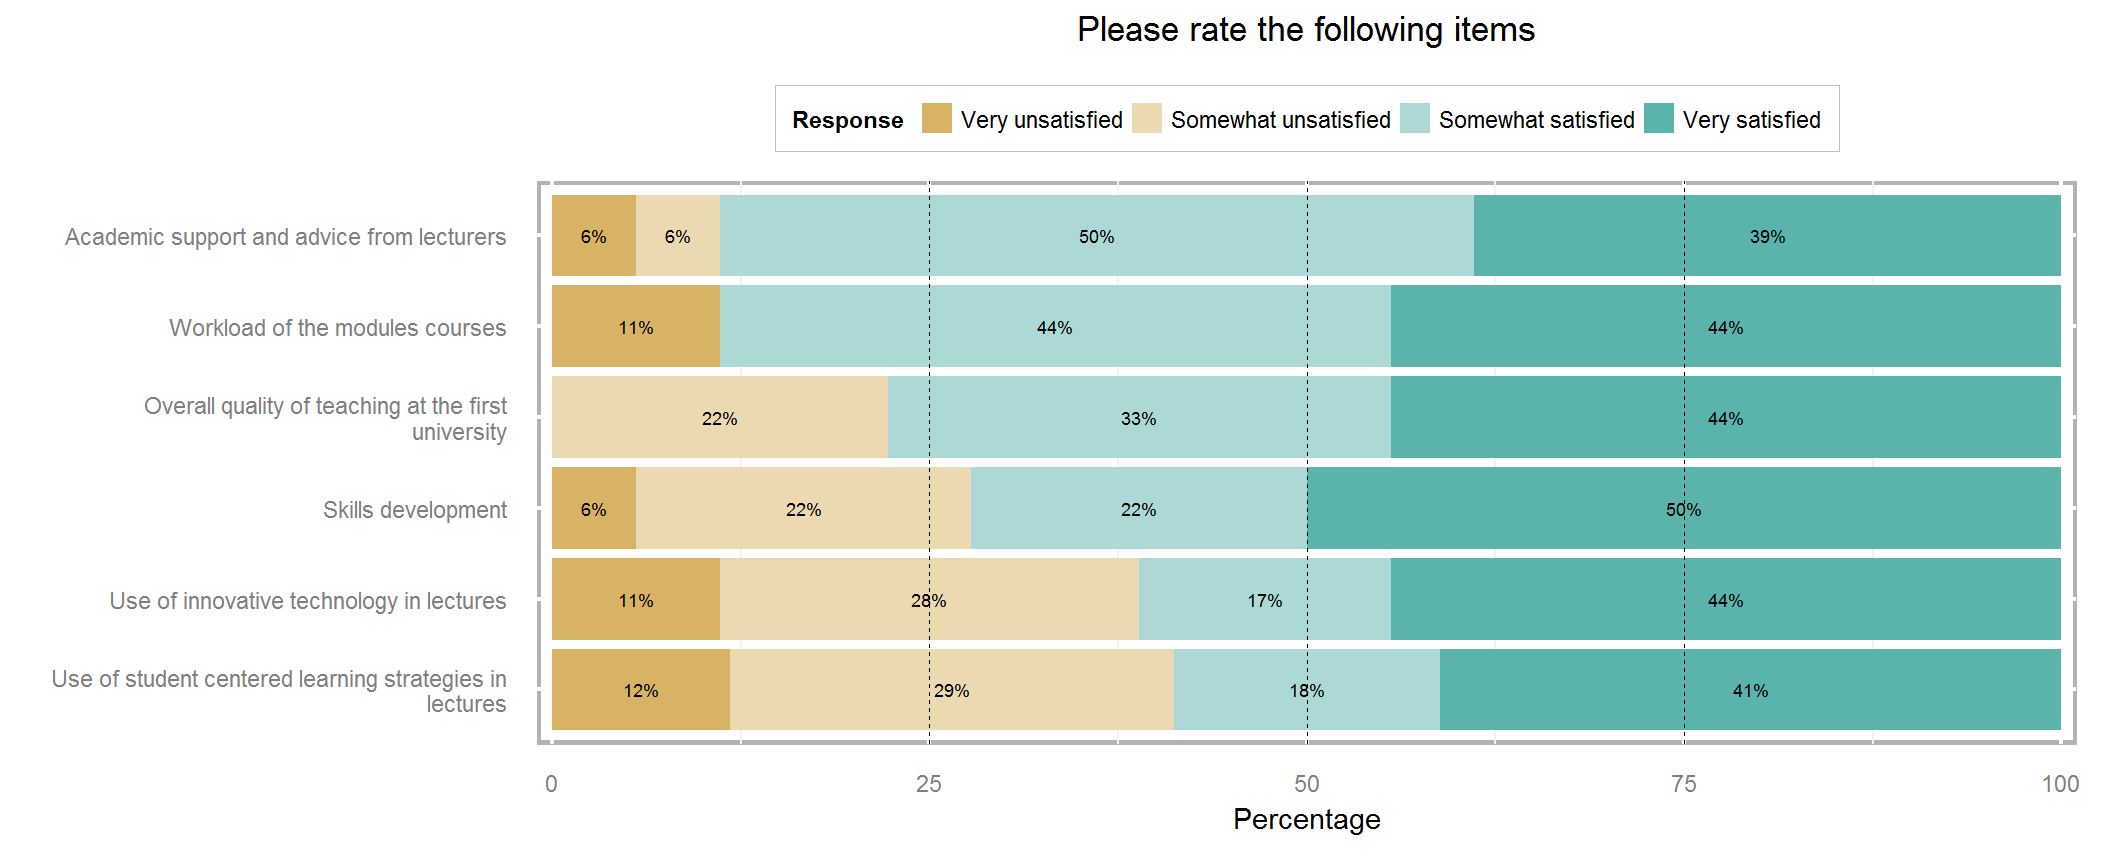 Please rate the following items
Response Very unsatisfied Somewhat unsatisfied Somewhat satisfied Very satisfied
Academic support and advice from lecturers 6% 6% 50% 39%
Workload of the modules courses 11% 44% 44%
Overall quality of teaching at the first
university
22% 33% 44%
Skills development 6% 22% 22% 50%
Use of innovative technology in lectures 11% 28% 17% 44%
Use of student centered learning strategies in
lectures
12% 29% 18% 41%
0 25 50 75 100
Percentage